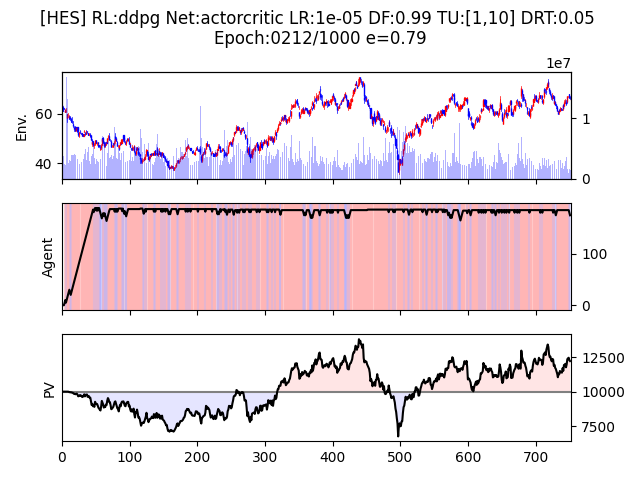 [HES] RL:ddpg Net:actorcritic LR:1e-05 DF:0.99 TU:[1,10] DRT:0.05
Epoch:0212/1000 e=0.79
1e7
Env.
60
40
1
0
Agent
100
0
PV
12500
10000
7500
0
100
200
300
400
500
600
700